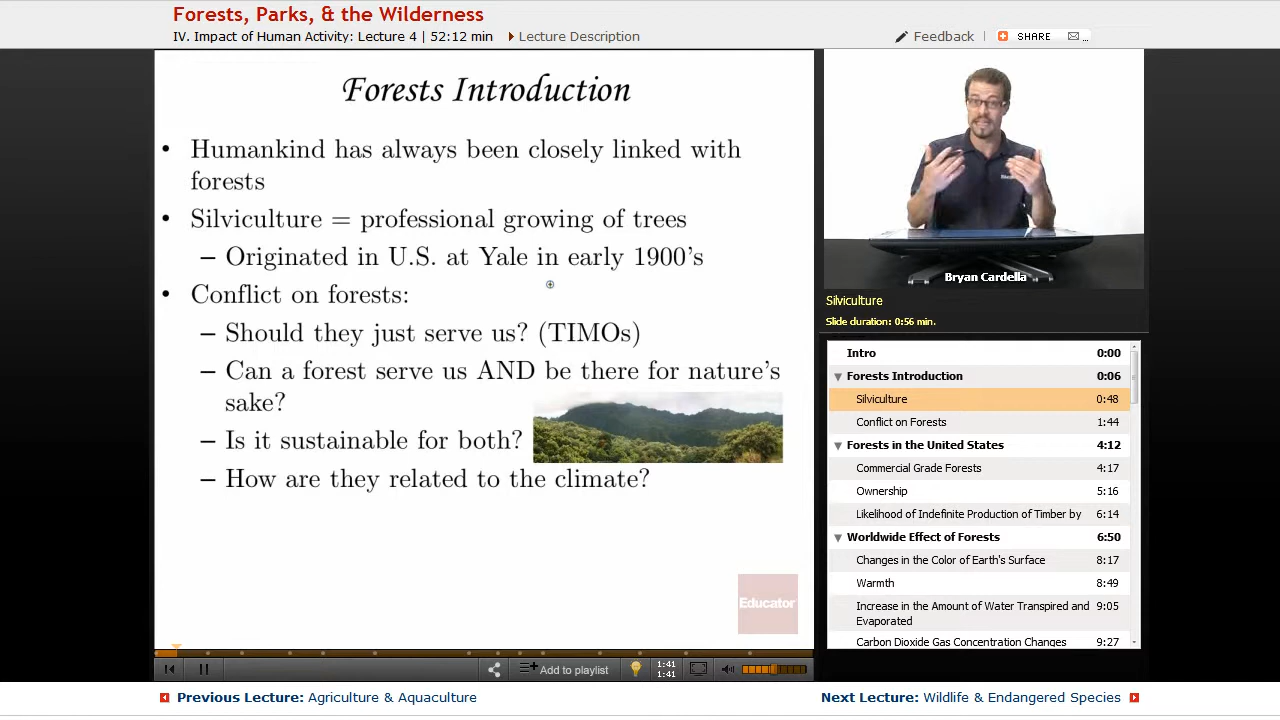 Forests, Parks, & the Wilderness
IV. Impact of Human Activity: Lecture 4 | 52:12 min
Lecture Description
Feedback
SHARE
Forests Introduction
• Humankind has always been closely linked with
forests
• Silviculture = professional growing of trees
– Originated in U.S. at Yale in early 1900's
• Conflict on forests:
– Should they just serve us? (TIMOs)
– Can a forest serve us AND be there for nature's
sake?
– Is it sustainable for both?
– How are they related to the climate?
Educator
Bryan Cardella
Silviculture
Slide duration: 0:56 min.
Intro 0:00
Forests Introduction 0:06
Silviculture 0:48
Conflict on Forests 1:44
Forests in the United States 4:12
Commercial Grade Forests 4:17
Ownership 5:16
Likelihood of Indefinite Production of Timber by 6:14
Worldwide Effect of Forests 6:50
Changes in the Color of Earth's Surface 8:17
Warmth 8:49
Increase in the Amount of Water Transpired and 9:05
Evaporated
Carbon Dioxide Gas Concentration Changes 9:27
Add to playlist
1:41
1:41
Previous Lecture: Agriculture & Aquaculture
Next Lecture: Wildlife & Endangered Species